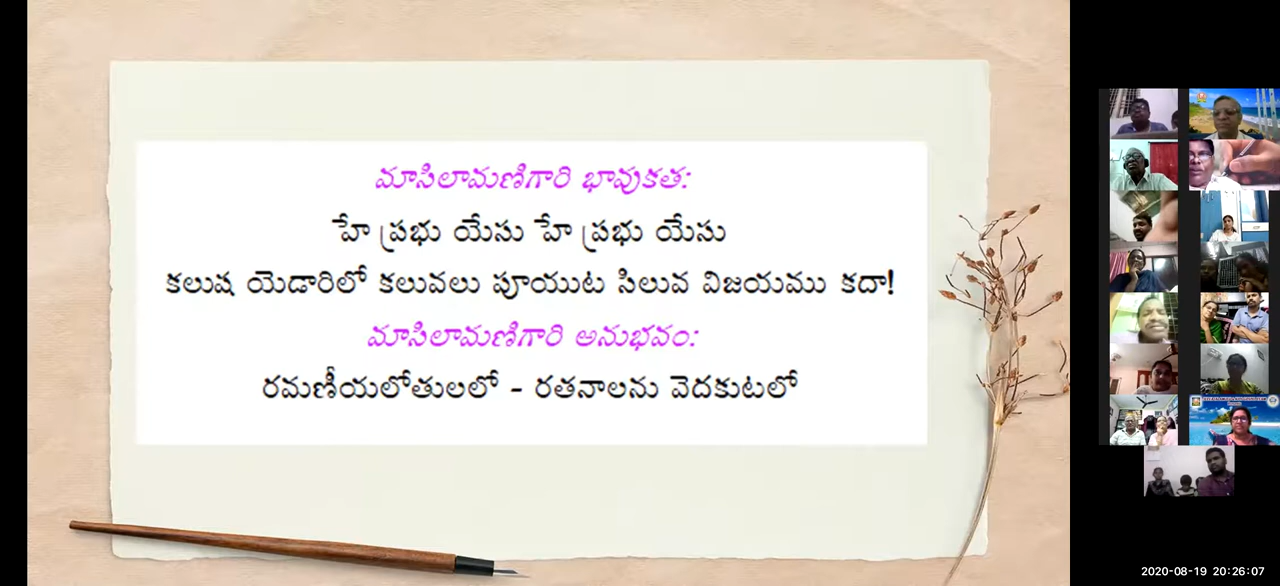 మాసిలామణిగారి భావుకత:
హే ప్రభు యేసు హే ప్రభు యేసు
కలుష యెడారిలో కలువలు పూయుట సిలువ విజయము కదా!
మాసిలామణిగారి అనుభవం:
రమణీయలోతులలో - రతనాలను వెదకుటలో
2020-08-19 20:26:07